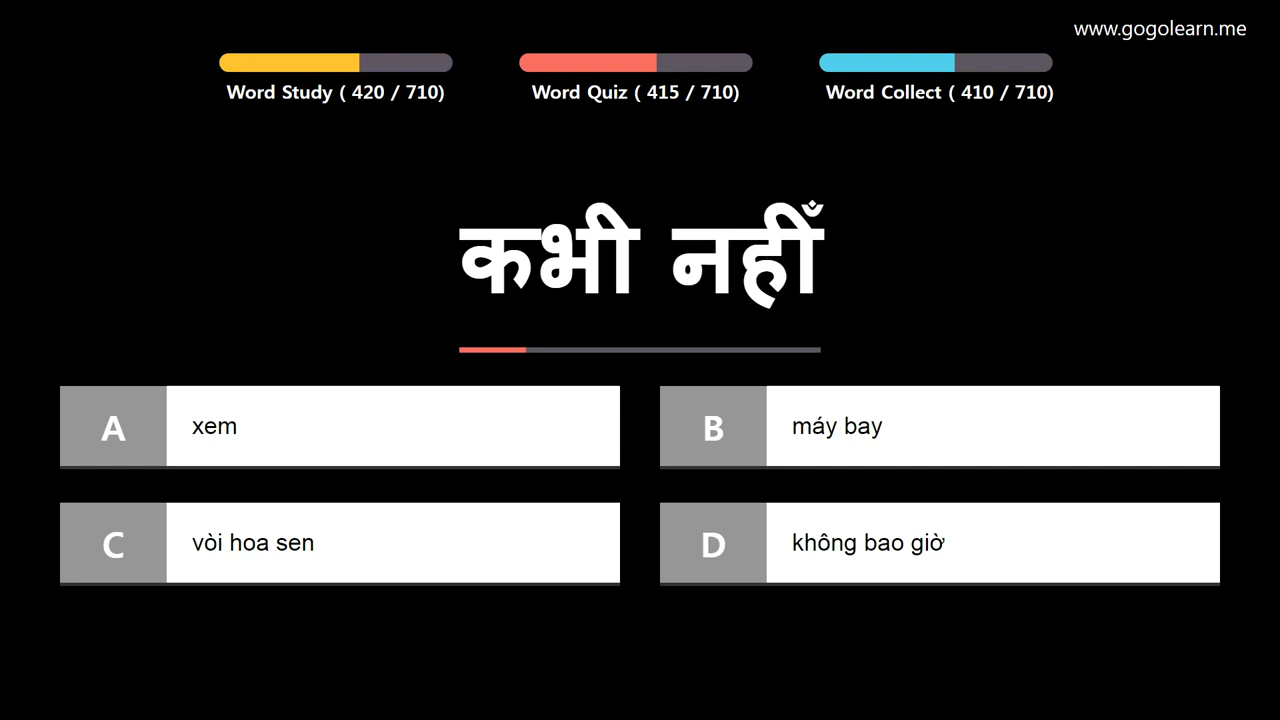 www.gogolearn.me
Word Study ( 420 / 710)
Word Quiz ( 415 / 710)
Word Collect ( 410 / 710)
कभी नहीँ
A xem
B máy bay
C vòi hoa sen
D không bao giờ